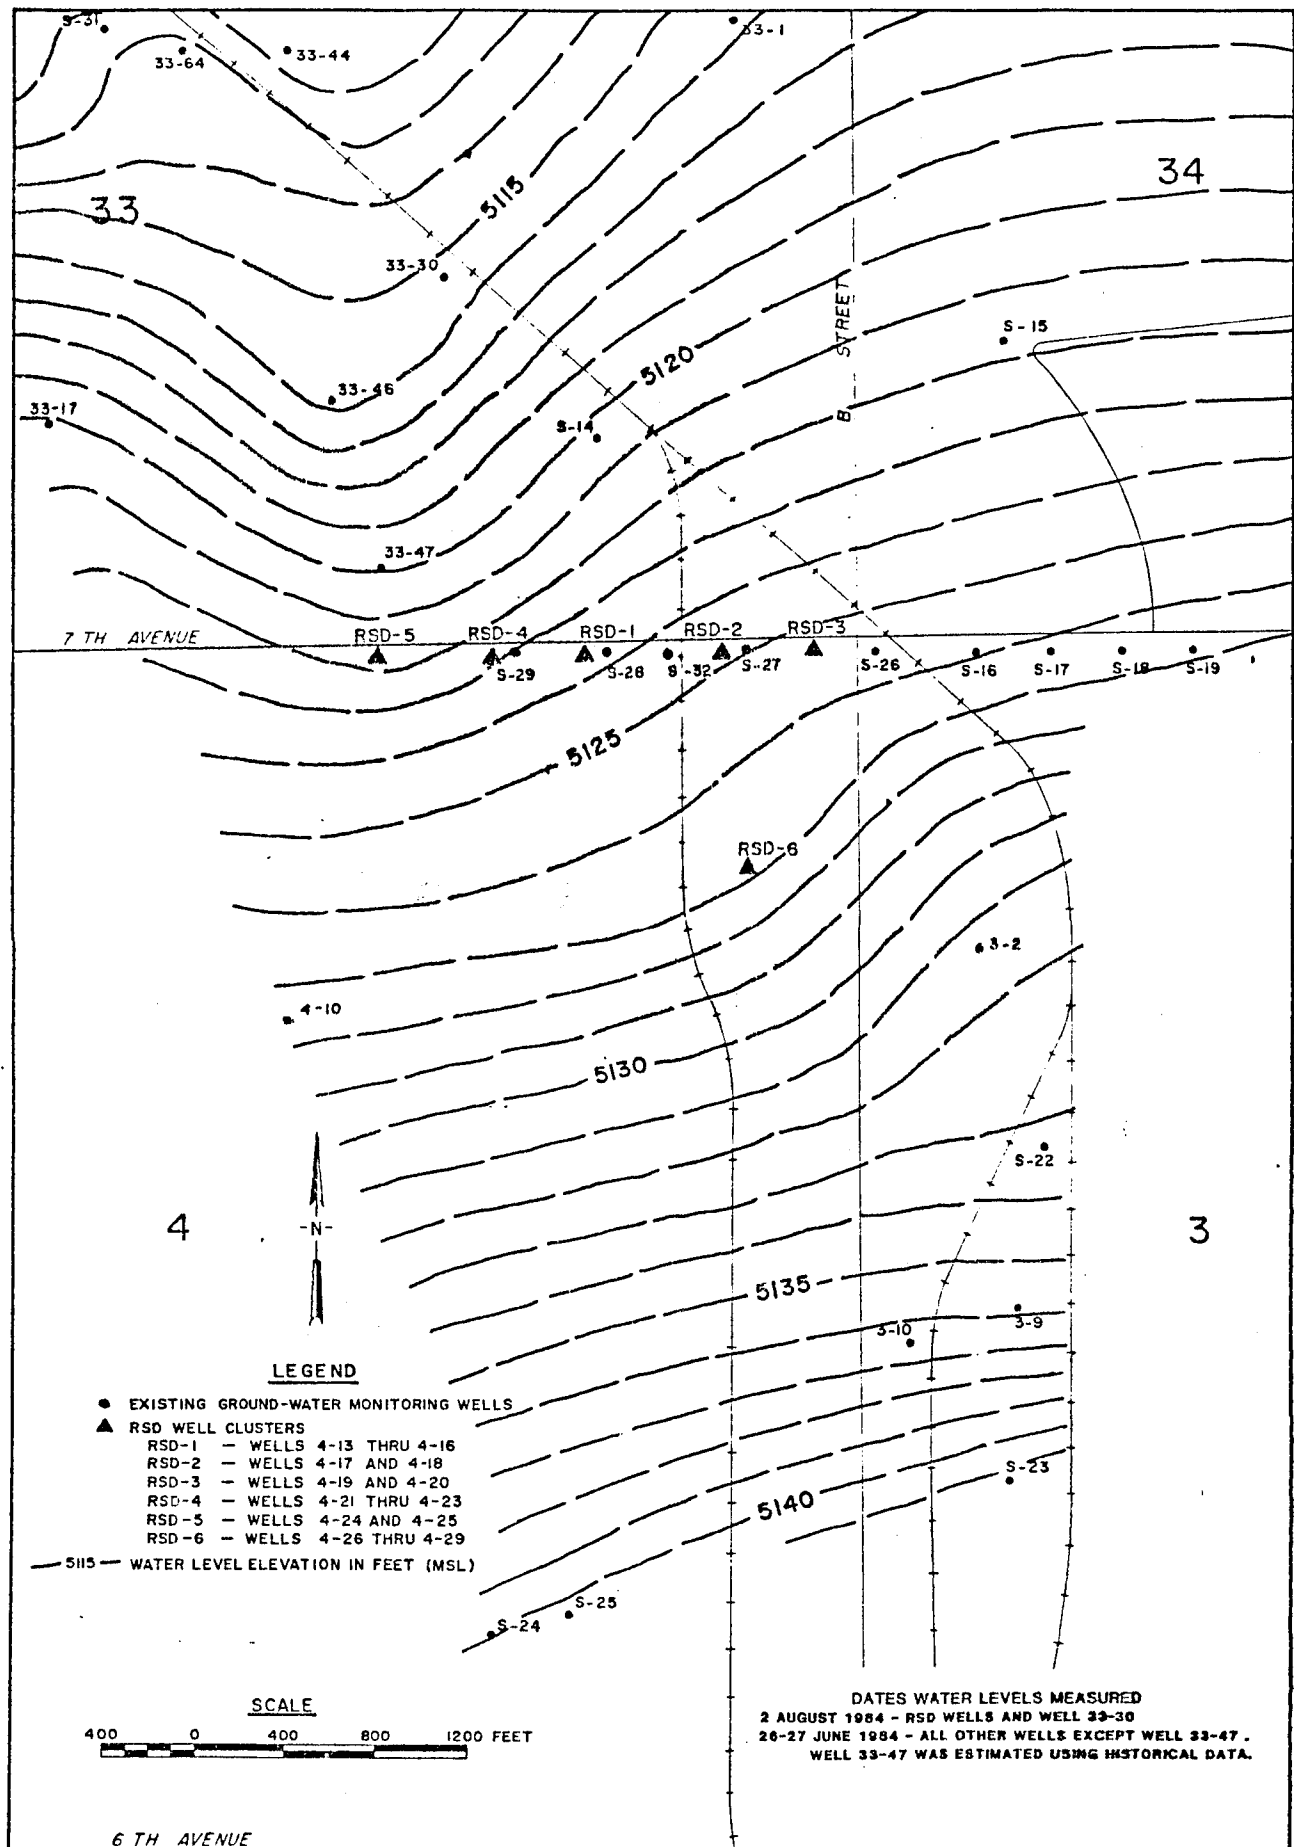 S-31
33-64
33-44
33-1
34
33
5115
33-30
STREET
B
S-15
5120
33-46
33-17
S-14
33-47
7 TH AVENUE
RSD-5
RSD-4
RSD-1
RSD-2
RSD-3
S-29
S-28
S-32
S-27
S-26
S-16
S-17
S-18
S-19
5125
RSD-6
3-2
4-10
5130
S-22
4
-N-
3
5135
3-10
3-9
LEGEND
EXISTING GROUND-WATER MONITORING WELLS
RSD WELL CLUSTERS
RSD-1 — WELLS 4-13 THRU 4-16
RSD-2 — WELLS 4-17 AND 4-18
RSD-3 — WELLS 4-19 AND 4-20
RSD-4 — WELLS 4-21 THRU 4-23
RSD-5 — WELLS 4-24 AND 4-25
RSD-6 — WELLS 4-26 THRU 4-29
5115 WATER LEVEL ELEVATION IN FEET (MSL)
S-23
5140
S-25
S-24
SCALE
400 0 400 800 1200 FEET
DATES WATER LEVELS MEASURED
2 AUGUST 1984 - RSD WELLS AND WELL 33-30
26-27 JUNE 1984 - ALL OTHER WELLS EXCEPT WELL 33-47.
WELL 33-47 WAS ESTIMATED USING HISTORICAL DATA.
6 TH AVENUE